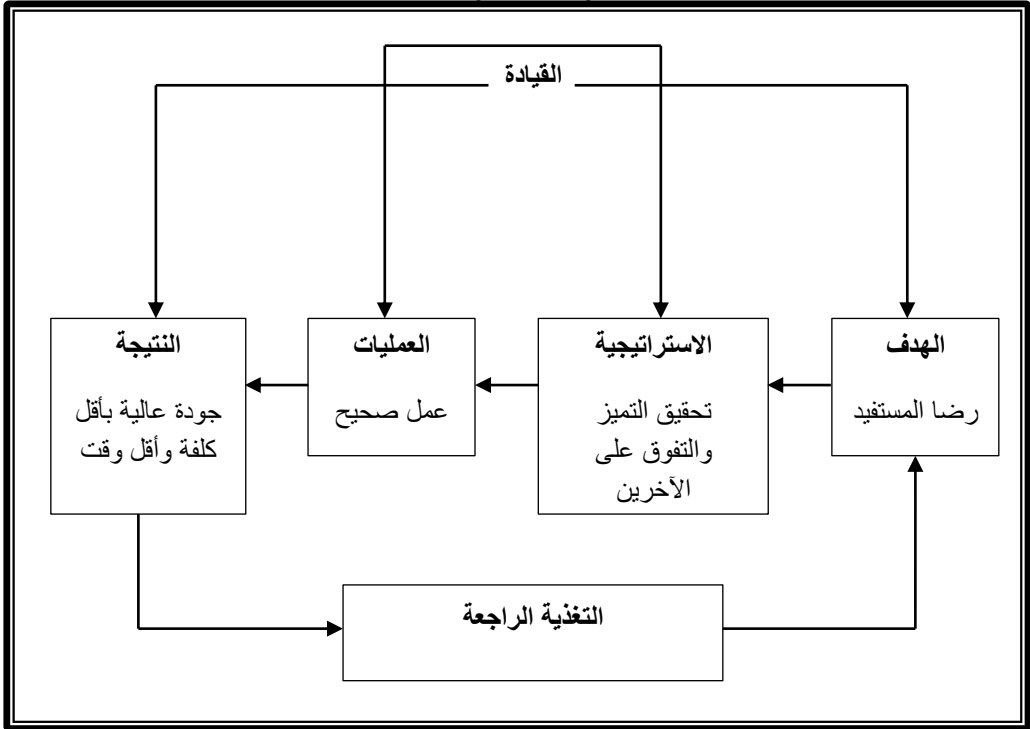 القيادة
الهدف
رضا المستفيد
الاستراتيجية
تحقيق التميز
والتفوق على
الآخرين
العمليات
عمل صحيح
النتيجة
جودة عالية بأقل
كلفة وأقل وقت
التغذية الراجعة